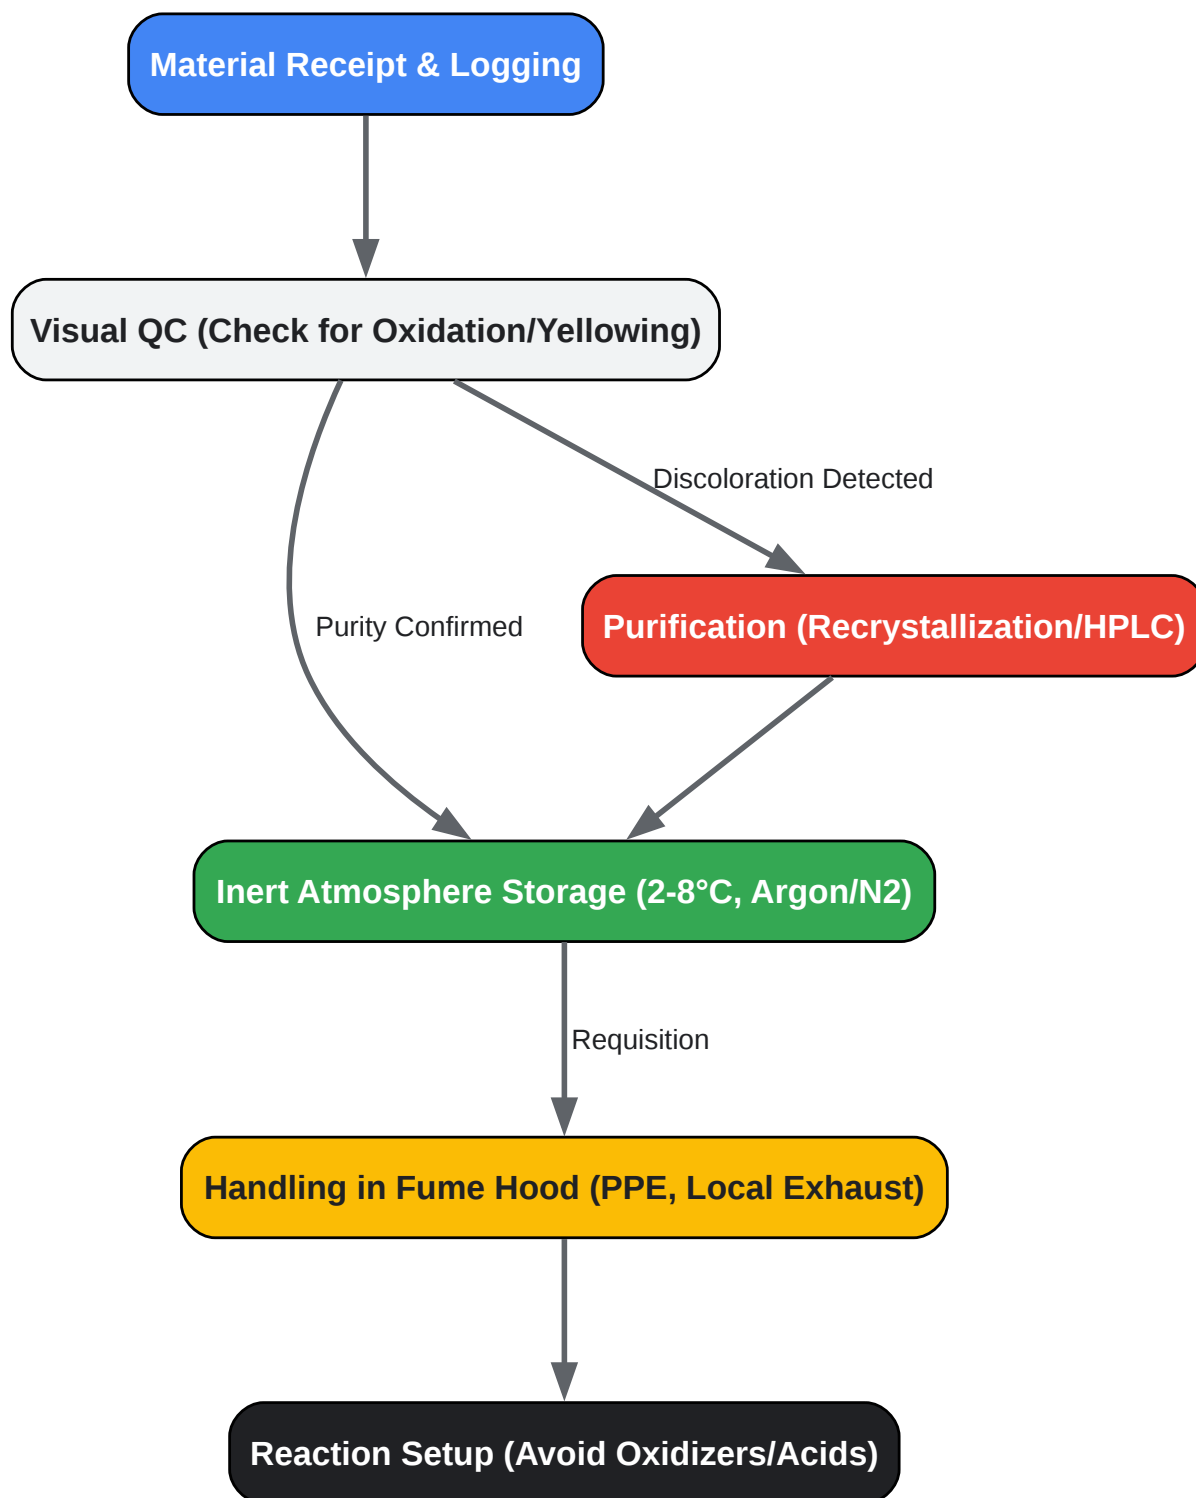 Material Receipt & Logging
Visual QC (Check for Oxidation/Yellowing)
Discoloration Detected
Purity Confirmed
Purification (Recrystallization/HPLC)
Inert Atmosphere Storage (2-8°C, Argon/N2)
Requisition
Handling in Fume Hood (PPE, Local Exhaust)
Reaction Setup (Avoid Oxidizers/Acids)